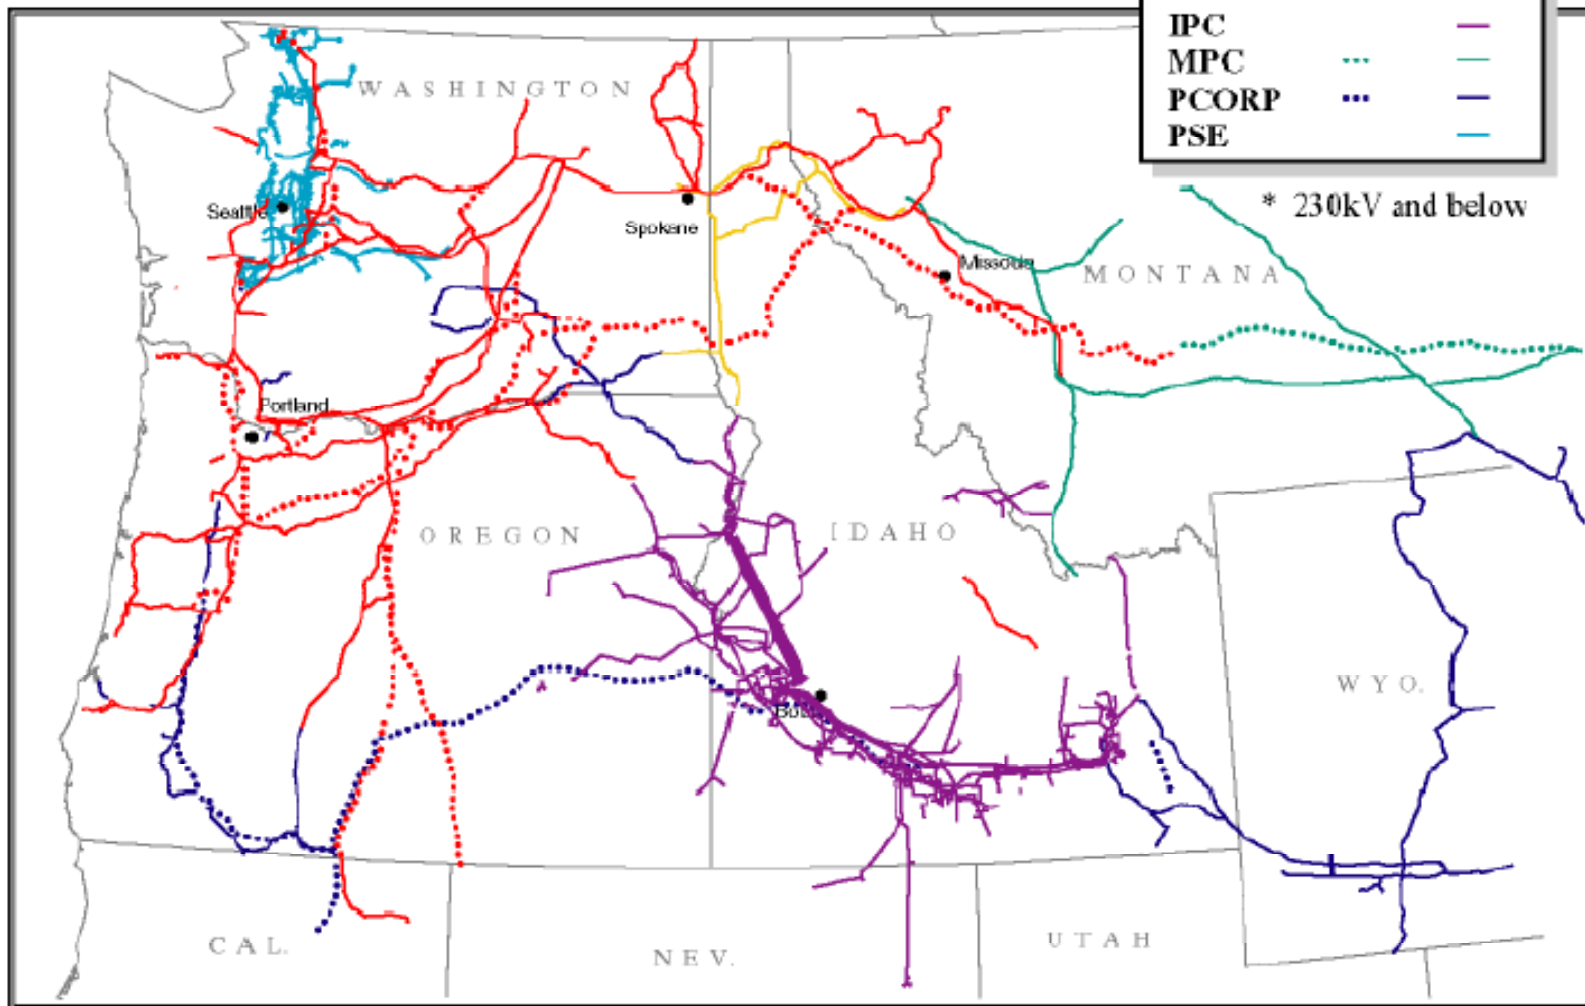 IPC
MPC
PCORP
PSE
* 230kV and below
WASHINGTON
Seattle
Spokane
Missoula
MONTANA
Portland
OREGON
IDAHO
WYO.
CAL.
NEV.
UTAH